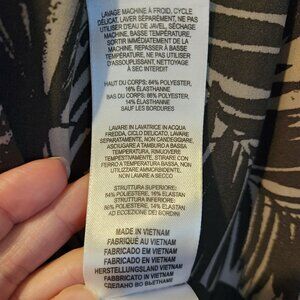 LAVAGE MACHINE À FROID, CYCLE
DÉLICAT, LAVER SÉPARÉMENT, NE PAS
UTILISER D'EAU DE JAVEL, SÉCHAGE
MACHINE, BASSE TEMPÉRATURE,
SORTIR IMMÉDIATEMENT DE LA
MACHINE, REPASSER À BASSE
TEMPÉRATURE, NE PAS UTILISER
D'ASSOUPLISSANT, NETTOYAGE
À SEC INTERDIT
HAUT DU CORPS: 84% POLYESTER,
16% ÉLASTHANNE
BAS DU CORPS: 86% POLYESTER,
14% ÉLASTHANNE
SAUF LES BORDURES
LAVARE IN LAVATRICE IN ACQUA
FREDDA, CICLO DELICATO, LAVARE
SEPARATAMENTE, NON CANDEGGIARE,
ASCIUGARE A TAMBURO A BASSA
TEMPERATURA, RIMUOVERE
TEMPESTIVAMENTE, STIRARE CON FERRO
A BASSA TEMPERATURA, NON
UTILIZZARE AMMORBIDENTE,
NON LAVARE A SECCO
STRUTTURA SUPERIORE:
84% POLIESTERE, 16% ELASTAN
STRUTTURA INFERIORE:
86% POLIESTERE, 14% ELASTAN
AD ECCEZIONE DEI BORDINI
MADE IN VIETNAM
FABRIQUÉ AU VIETNAM
FABRICADO EN VIETNAM
HERSTELLUNGSLAND VIETNAM
FABBRICATO IN VIETNAM
СДЕЛАНО ВО ВЬЕТНАМЕ